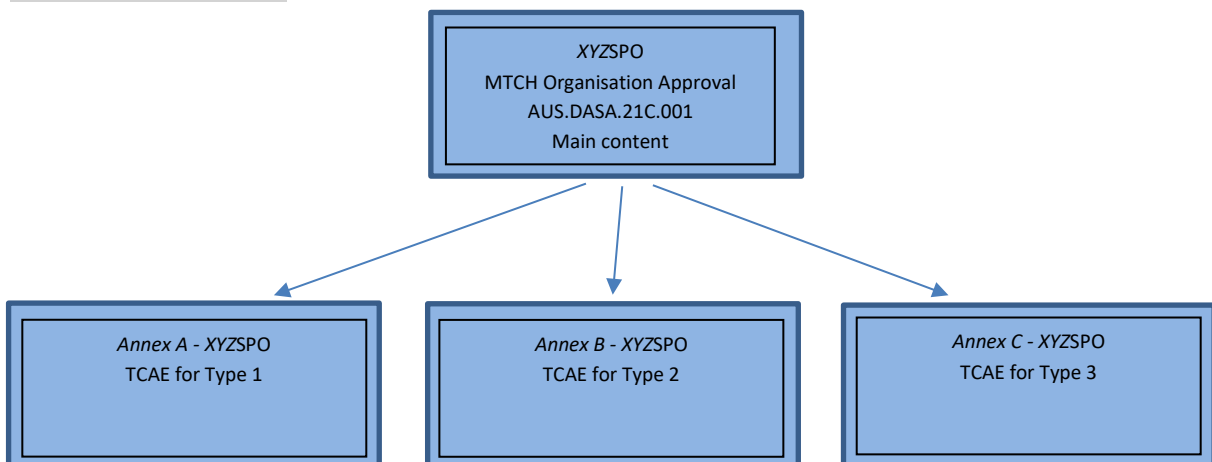 XYZSPO
MTCH Organisation Approval
AUS.DASA.21C.001
Main content
Annex A - XYZSPO
TCAE for Type 1
Annex B - XYZSPO
TCAE for Type 2
Annex C - XYZSPO
TCAE for Type 3